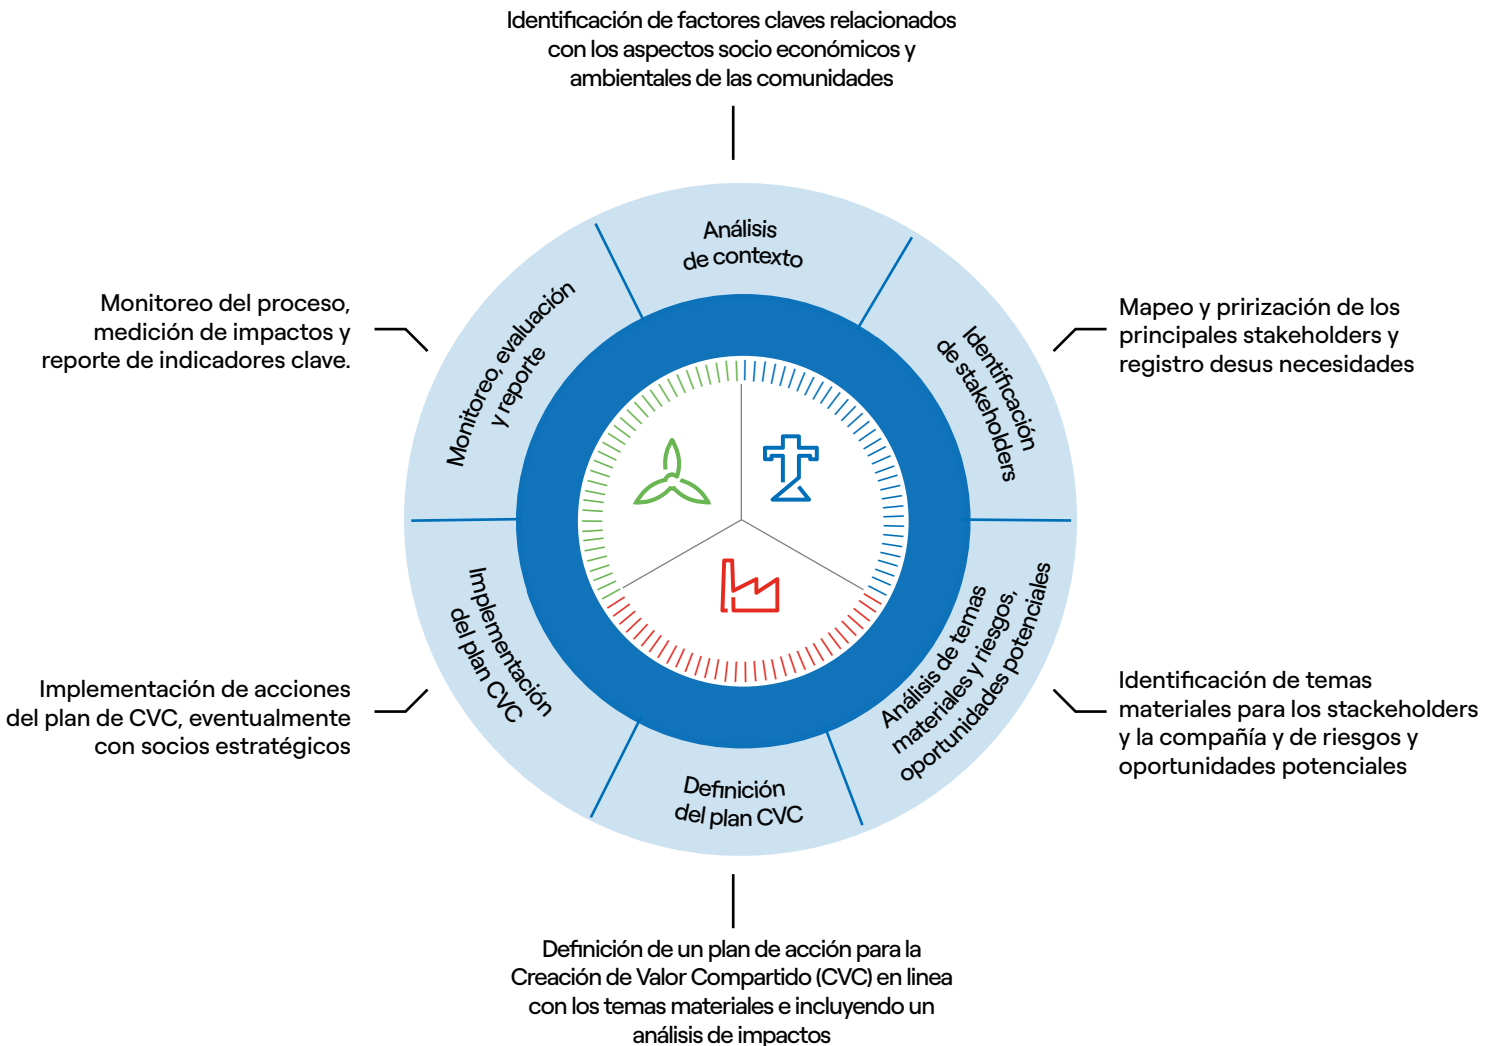 Identificación de factores claves relacionados
con los aspectos socio económicos y
ambientales de las comunidades
Análisis
de contexto
Identificación
de stakeholders
Mapeo y prirización de los
principales stakeholders y
registro desus necesidades
Análisis de temas
materiales y riesgos,
oportunidades potenciales
Identificación de temas
materiales para los stackeholders
y la compañía y de riesgos y
oportunidades potenciales
Definición
del plan CVC
Definición de un plan de acción para la
Creación de Valor Compartido (CVC) en linea
con los temas materiales e incluyendo un
análisis de impactos
Implementación
del plan CVC
Implementación de acciones
del plan de CVC, eventualmente
con socios estratégicos
Monitoreo, evaluación
y reporte
Monitoreo del proceso,
medición de impactos y
reporte de indicadores clave.